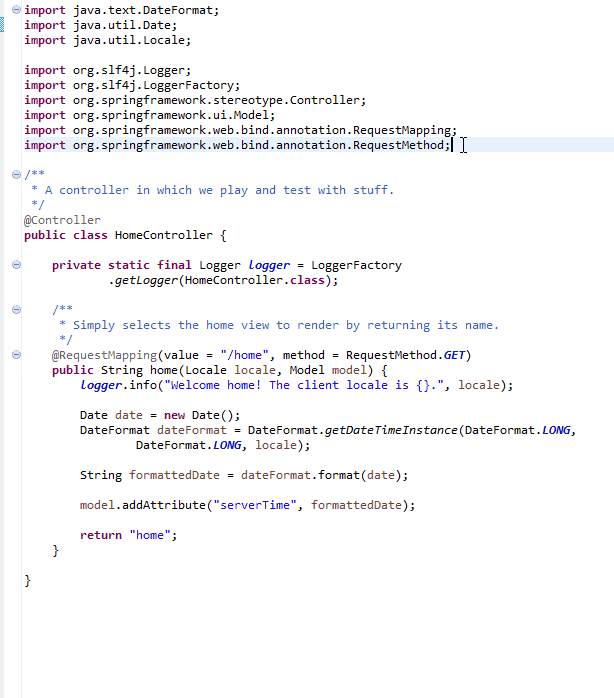 import java.text.DateFormat;
import java.util.Date;
import java.util.Locale;

import org.slf4j.Logger;
import org.slf4j.LoggerFactory;
import org.springframework.stereotype.Controller;
import org.springframework.ui.Model;
import org.springframework.web.bind.annotation.RequestMapping;
import org.springframework.web.bind.annotation.RequestMethod;

/**
 * A controller in which we play and test with stuff.
 */
@Controller
public class HomeController {

    private static final Logger logger = LoggerFactory
            .getLogger(HomeController.class);

    /**
     * Simply selects the home view to render by returning its name.
     */
    @RequestMapping(value = "/home", method = RequestMethod.GET)
    public String home(Locale locale, Model model) {
        logger.info("Welcome home! The client locale is {}.", locale);

        Date date = new Date();
        DateFormat dateFormat = DateFormat.getDateTimeInstance(DateFormat.LONG,
                DateFormat.LONG, locale);

        String formattedDate = dateFormat.format(date);

        model.addAttribute("serverTime", formattedDate);

        return "home";
    }

}